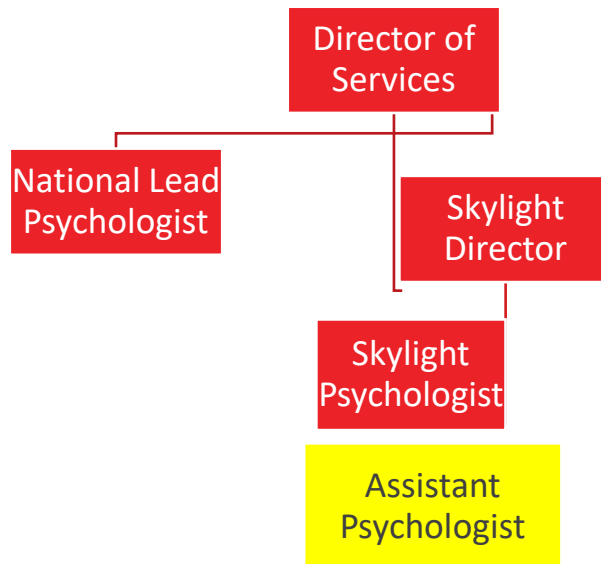 Director of
Services
National Lead
Psychologist
Skylight
Director
Skylight
Psychologist
Assistant
Psychologist